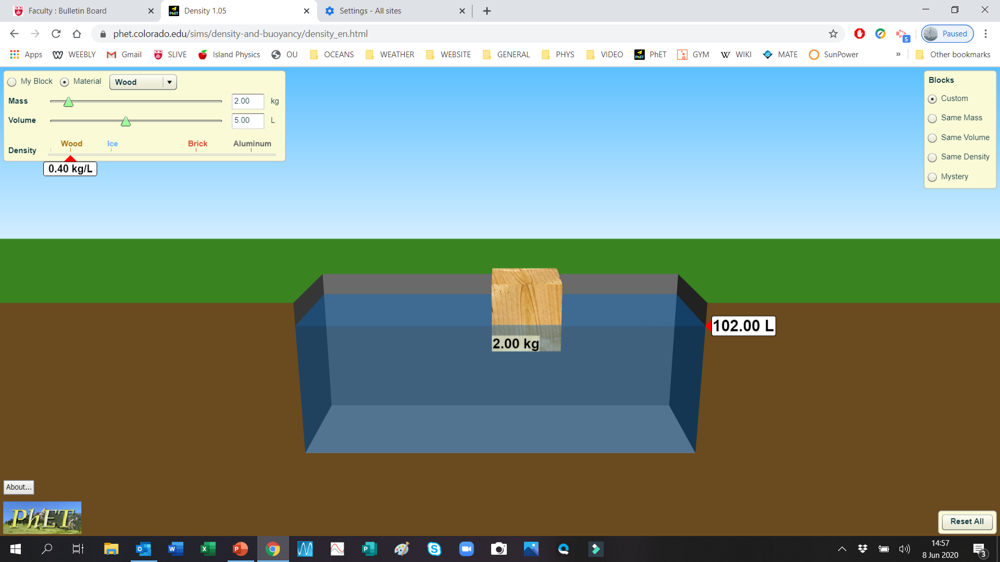 Faculty : Bulletin Board
Density 1.05
Settings - All sites
phet.colorado.edu/sims/density-and-buoyancy/density_en.html
5
Paused
Apps
WEEBLY
Gmail
SLIVE
Island Physics
OU
OCEANS
WEATHER
WEBSITE
GENERAL
PHYS
VIDEO
PhET
GYM
WIKI
MATE
SunPower
»
Other bookmarks
My Block
Material
Wood
Mass
2.00
kg
Volume
5.00
L
Wood
Ice
Brick
Aluminum
Density
0.40 kg/L
Blocks
Custom
Same Mass
Same Volume
Same Density
Mystery
2.00 kg
102.00 L
About...
PhET
Reset All
14:57
8 Jun 2020
3